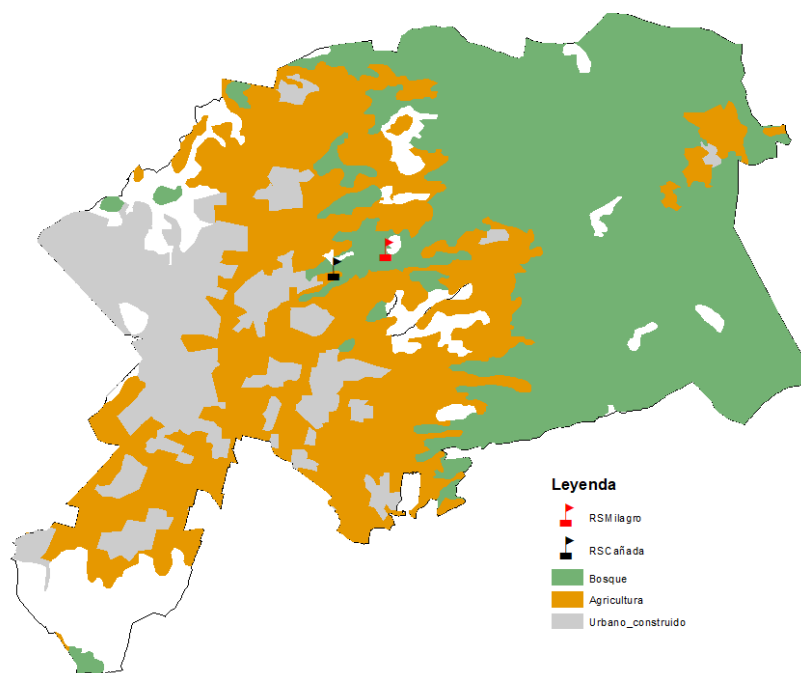 Leyenda
RSMilagro
RSCañada
Bosque
Agricultura
Urbano_construido